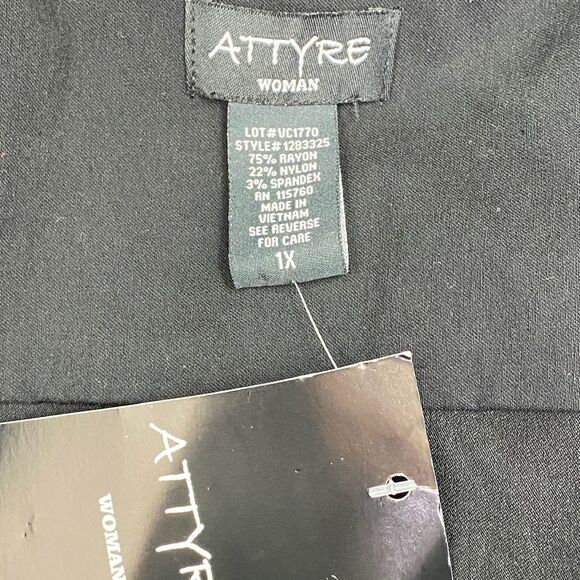 ATTYRE
WOMAN
LOT#VC1770
STYLE# 1283325
75% RAYON
22% NYLON
3% SPANDEX
RN 115760
MADE IN
VIETNAM
SEE REVERSE
FOR CARE
1X
ATTYRE
WOMAN